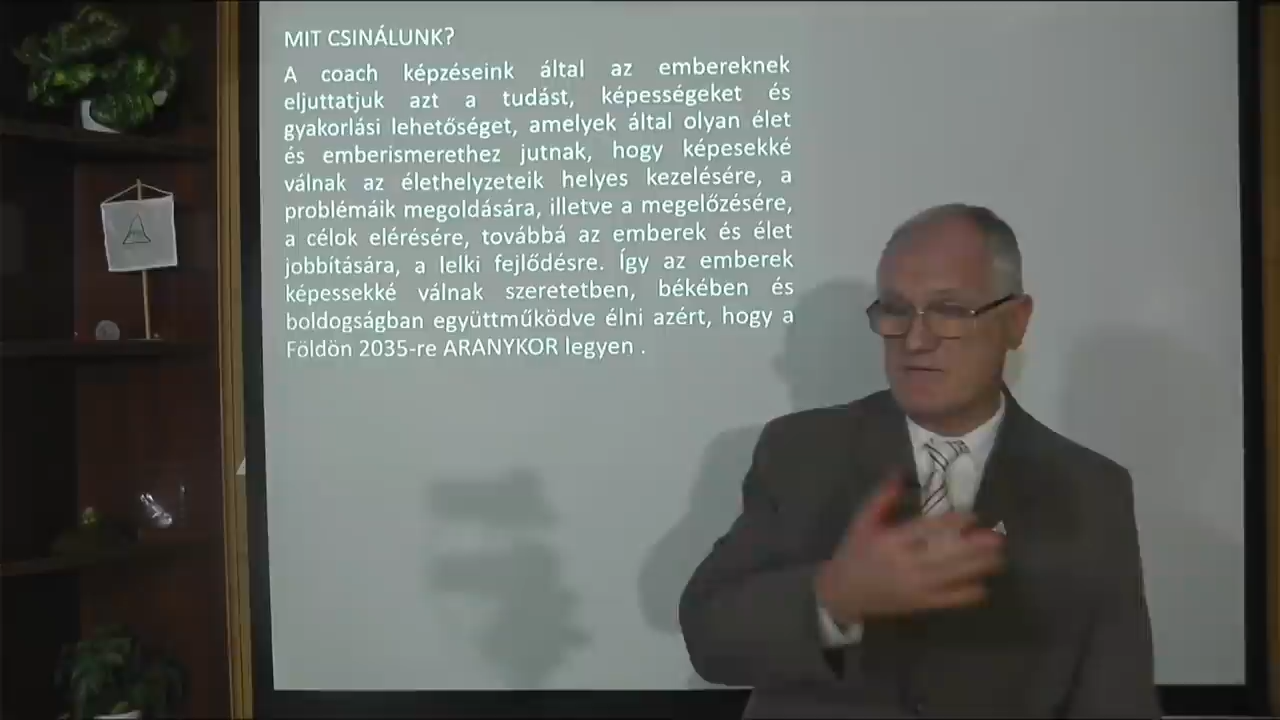 MIT CSINÁLUNK?
A coach képzéseink által az embereknek
eljuttatjuk azt a tudást, képességeket és
gyakorlási lehetőséget, amelyek által olyan élet
és emberismerethez jutnak, hogy képesekké
válnak az élethelyzeteik helyes kezelésére, a
problémáik megoldására, illetve a megelőzésére,
a célok elérésére, továbbá az emberek és élet
jobbítására, a lelki fejlődésre. Így az emberek
képessekké válnak szeretetben, békében és
boldogságban együttműködve élni azért, hogy a
Földön 2035-re ARANYKOR legyen .